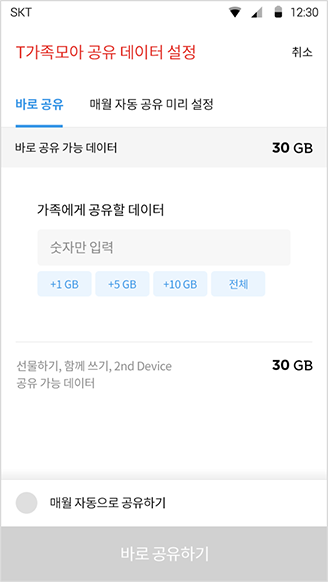 SKT 12:30
T가족모아 공유 데이터 설정 취소
바로 공유 매월 자동 공유 미리 설정
바로 공유 가능 데이터 30 GB
가족에게 공유할 데이터
숫자만 입력
+1 GB +5 GB +10 GB 전체
선물하기, 함께 쓰기, 2nd Device 30 GB
공유 가능 데이터
매월 자동으로 공유하기
바로 공유하기